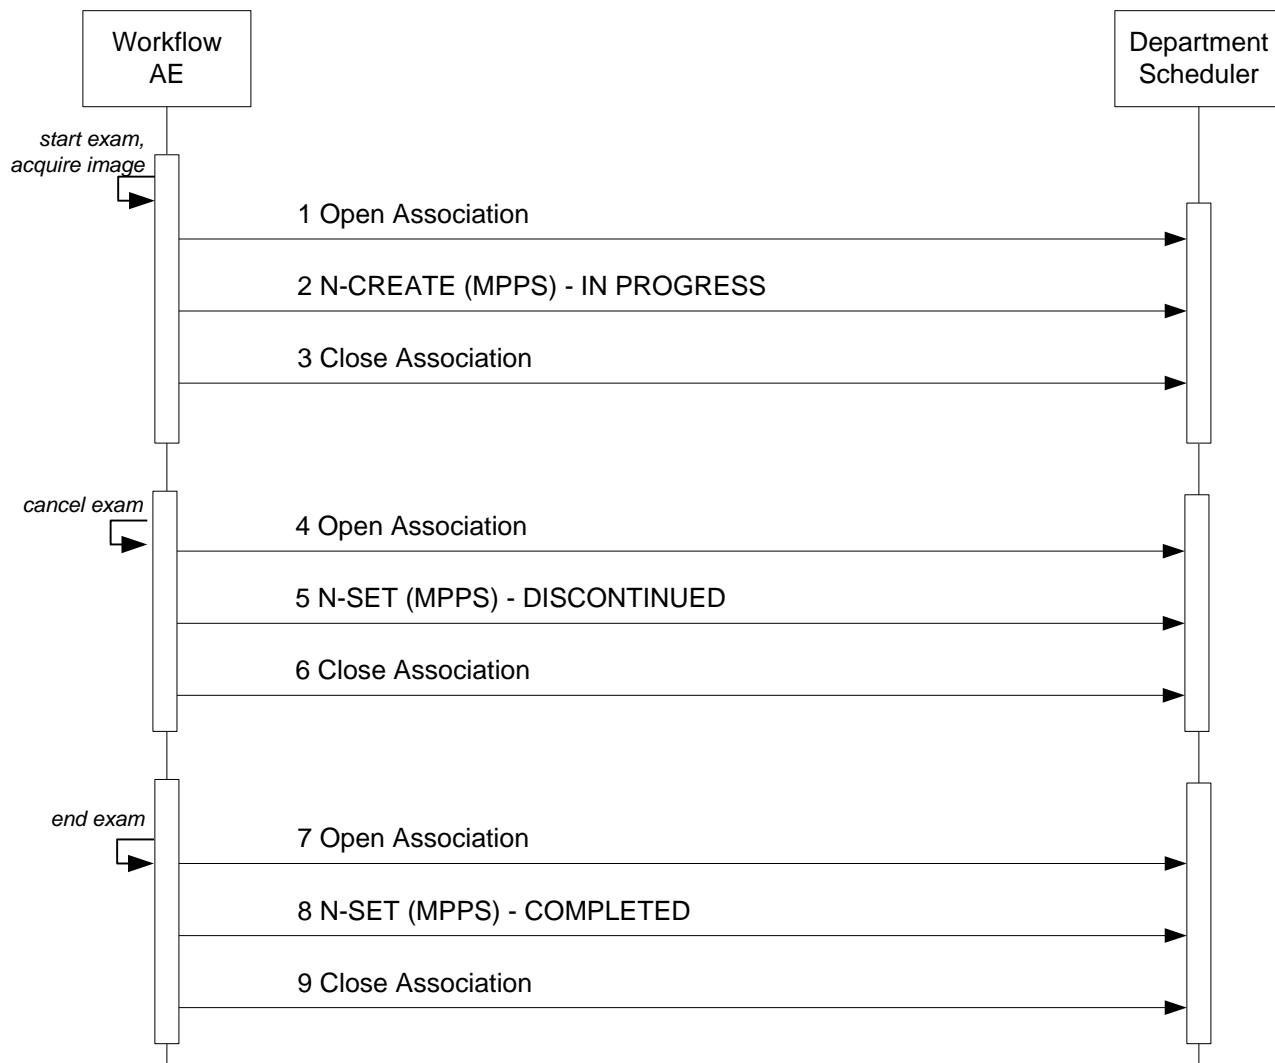 Workflow
AE
Department
Scheduler
start exam,
acquire image
1 Open Association
2 N-CREATE (MPPS) - IN PROGRESS
3 Close Association
cancel exam
4 Open Association
5 N-SET (MPPS) - DISCONTINUED
6 Close Association
end exam
7 Open Association
8 N-SET (MPPS) - COMPLETED
9 Close Association